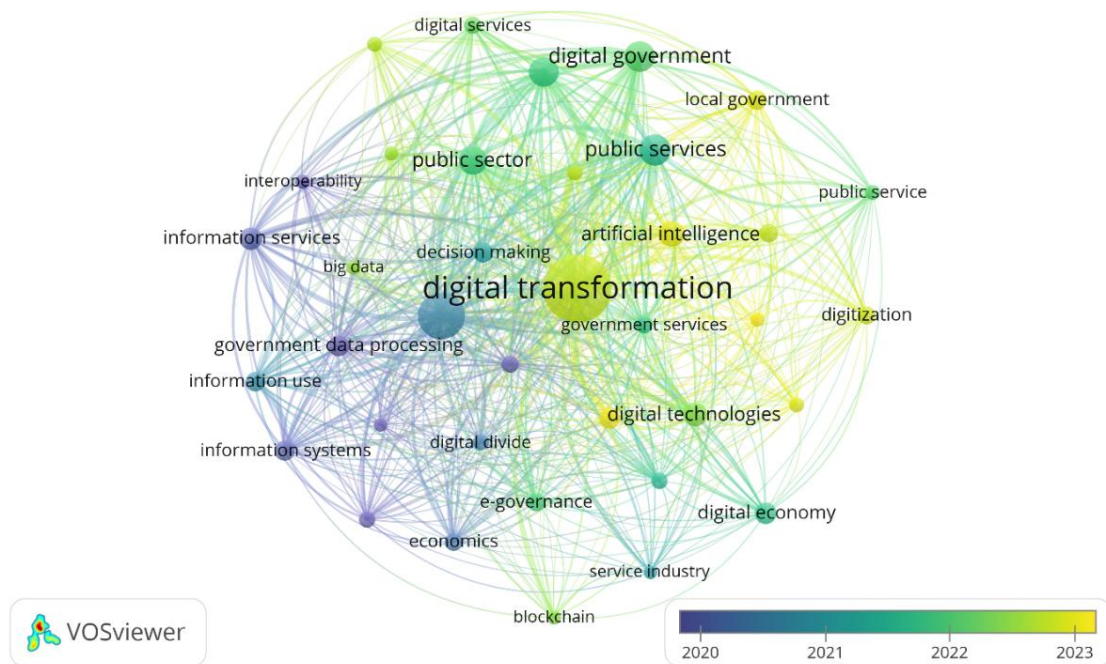 digital services
digital government
local government
public services
public sector
interoperability
public service
information services
artificial intelligence
decision making
big data
digital transformation
digitization
government services
government data processing
information use
digital technologies
digital divide
information systems
e-governance
digital economy
economics
service industry
blockchain
VOSviewer
2020 2021 2022 2023